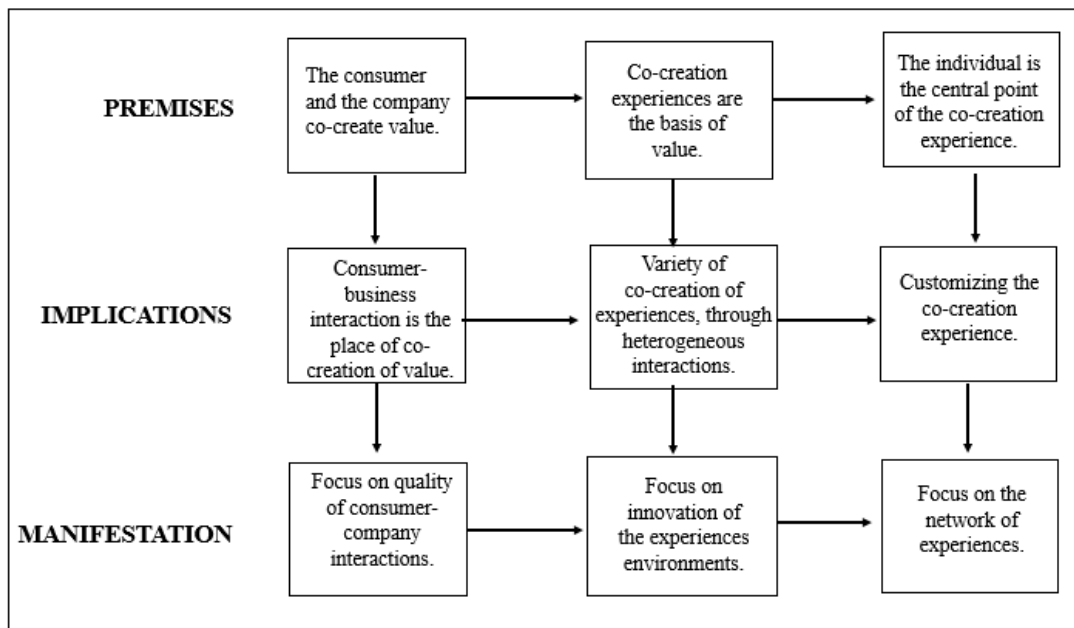 PREMISES
The consumer
and the company
co-create value.
Co-creation
experiences are
the basis of
value.
The individual is
the central point
of the co-creation
experience.
IMPLICATIONS
Consumer-
business
interaction is the
place of co-
creation of value.
Variety of
co-creation of
experiences, through
heterogeneous
interactions.
Customizing the
co-creation
experience.
MANIFESTATION
Focus on quality
of consumer-
company
interactions.
Focus on
innovation of
the experiences
environments.
Focus on the
network of
experiences.